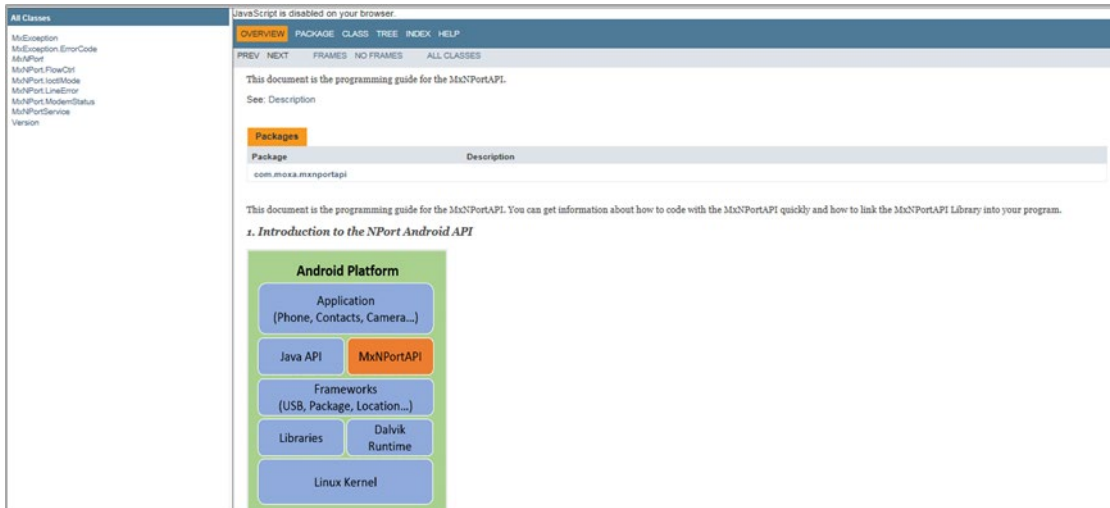 All Classes
MxException
MxException.ErrorCode
MxNPort
MxNPort.FlowCtrl
MxNPort.IoctlMode
MxNPort.LineError
MxNPort.ModemStatus
MxNPortService
Version
JavaScript is disabled on your browser.
OVERVIEW PACKAGE CLASS TREE INDEX HELP
PREV NEXT FRAMES NO FRAMES ALL CLASSES
This document is the programming guide for the MxNPortAPI.
See: Description
Packages
Package Description
com.moxa.mxnportapi
This document is the programming guide for the MxNPortAPI. You can get information about how to code with the MxNPortAPI quickly and how to link the MxNPortAPI Library into your program.
1. Introduction to the NPort Android API
Android Platform
Application
(Phone, Contacts, Camera...)
Java API MxNPortAPI
Frameworks
(USB, Package, Location...)
Libraries
Dalvik
Runtime
Linux Kernel